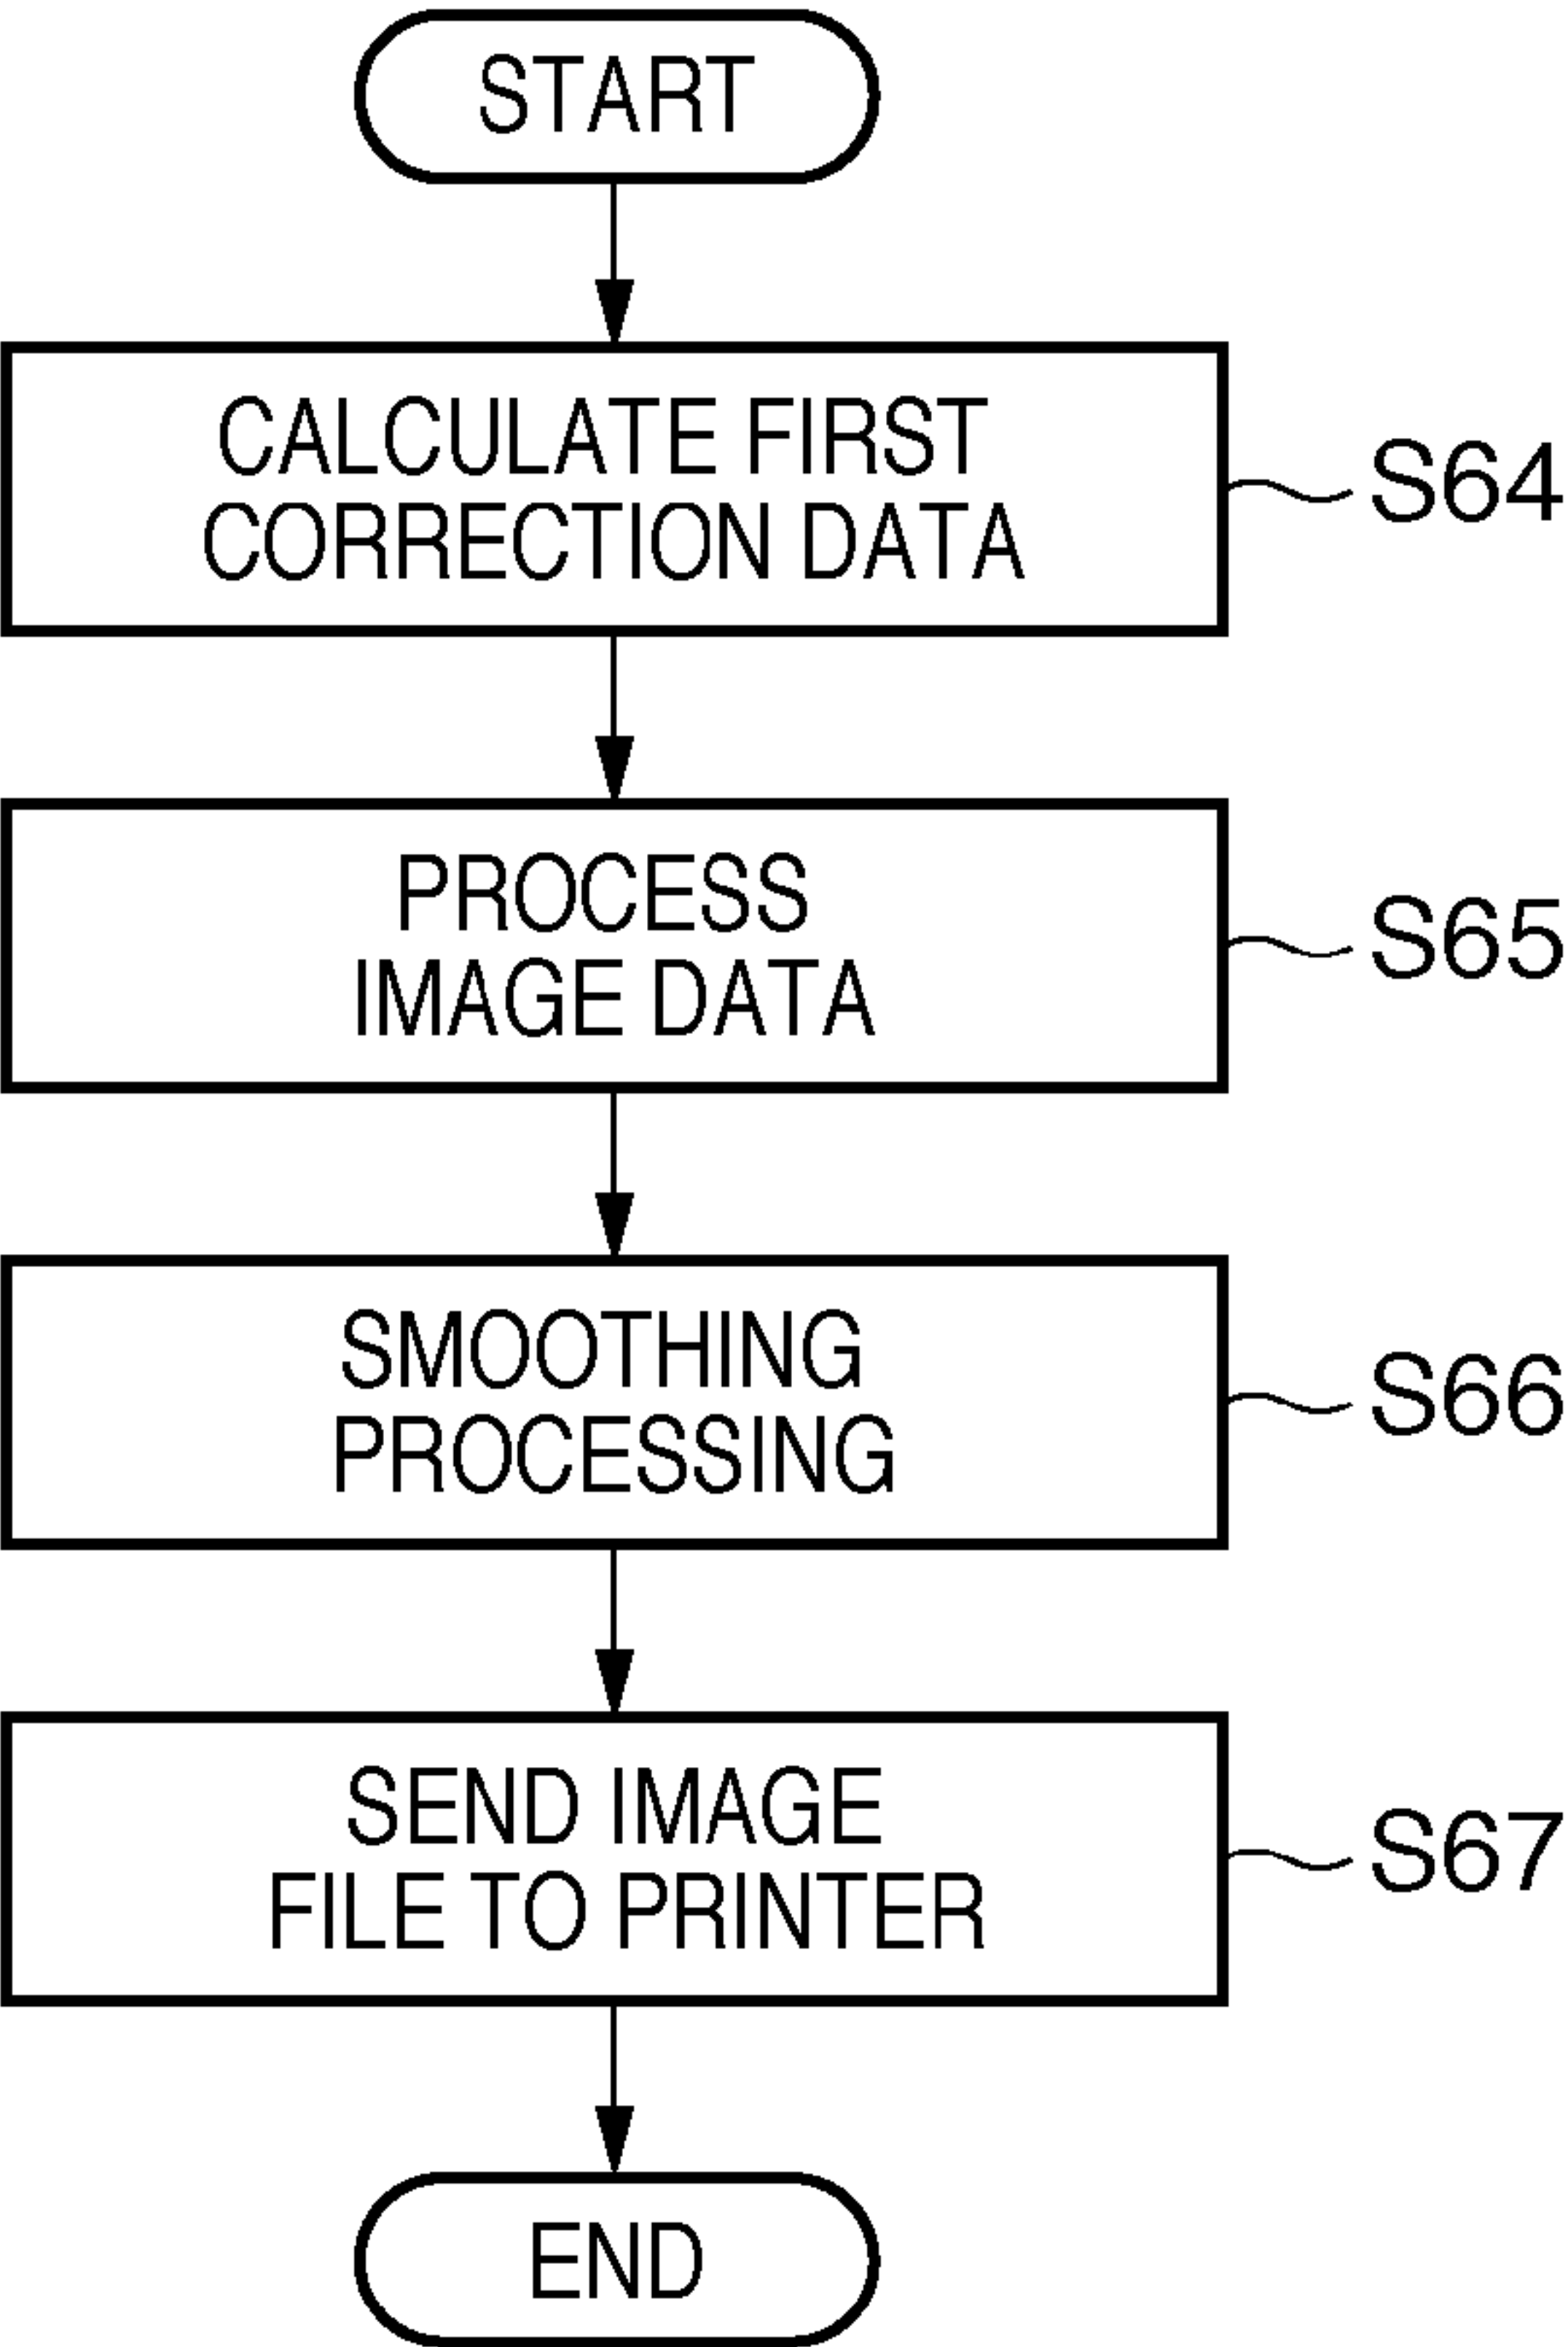 START
CALCULATE FIRST
CORRECTION DATA
S64
PROCESS
IMAGE DATA
S65
SMOOTHING
PROCESSING
S66
SEND IMAGE
FILE TO PRINTER
S67
END